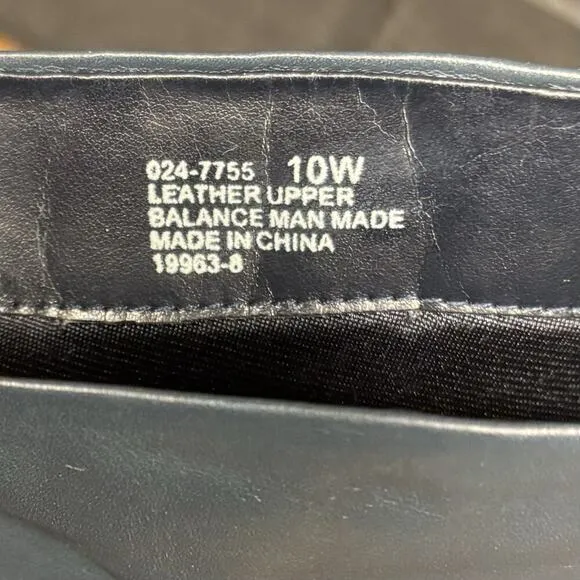 024-7755 10W
LEATHER UPPER
BALANCE MAN MADE
MADE IN CHINA
19963-8